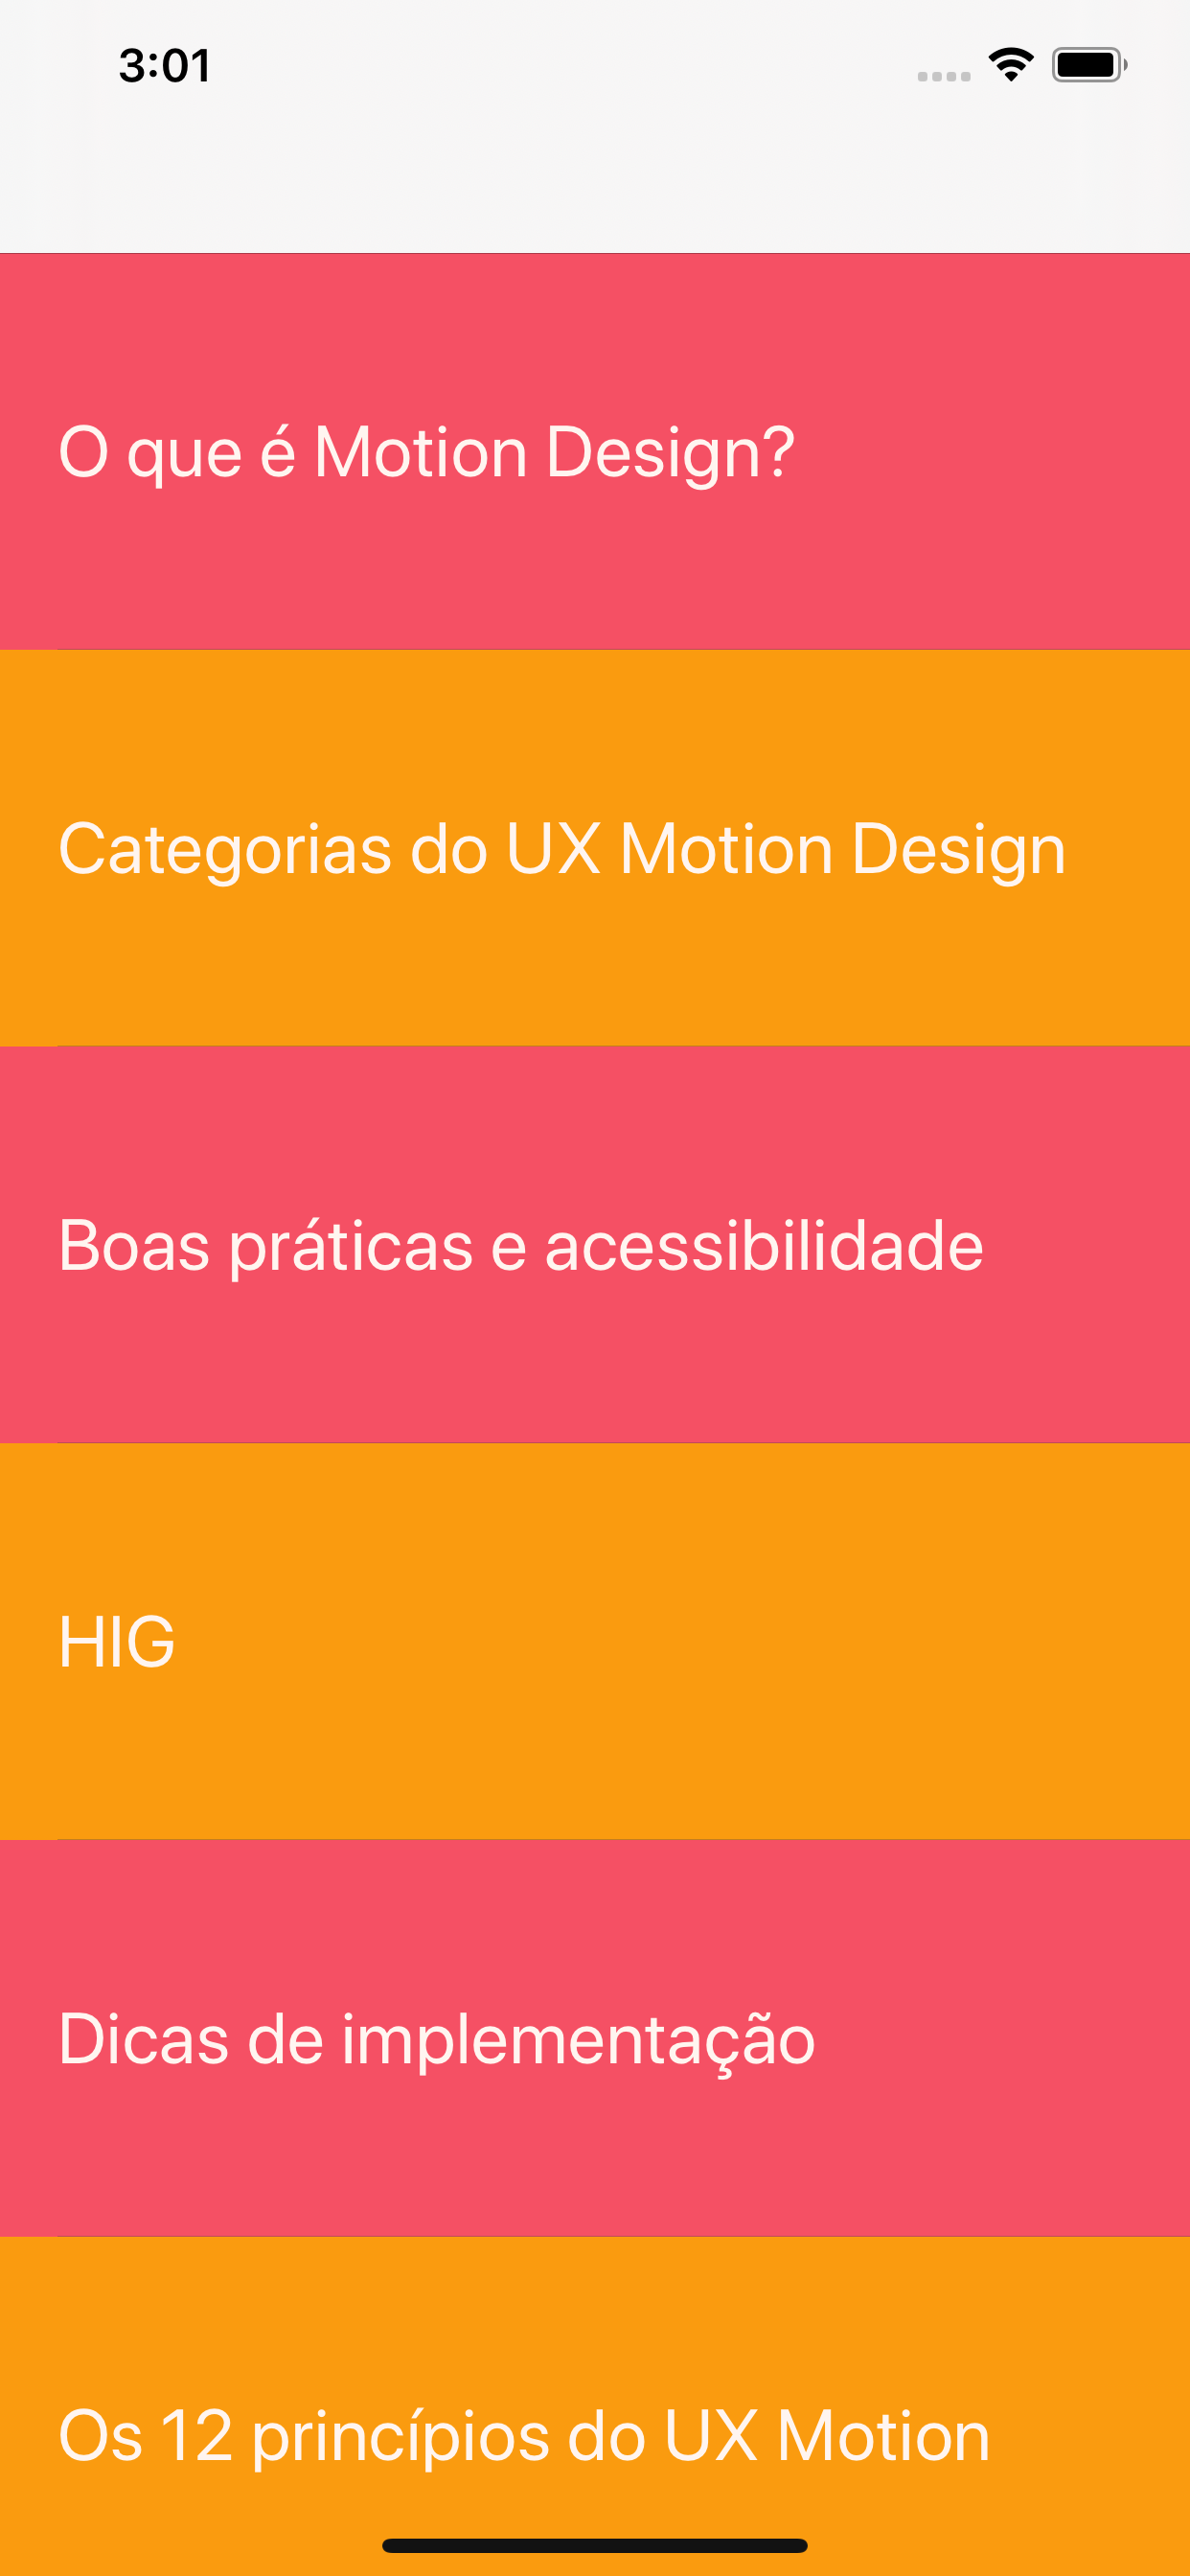 3:01
O que é Motion Design?
Categorias do UX Motion Design
Boas práticas e acessibilidade
HIG
Dicas de implementação
Os 12 princípios do UX Motion